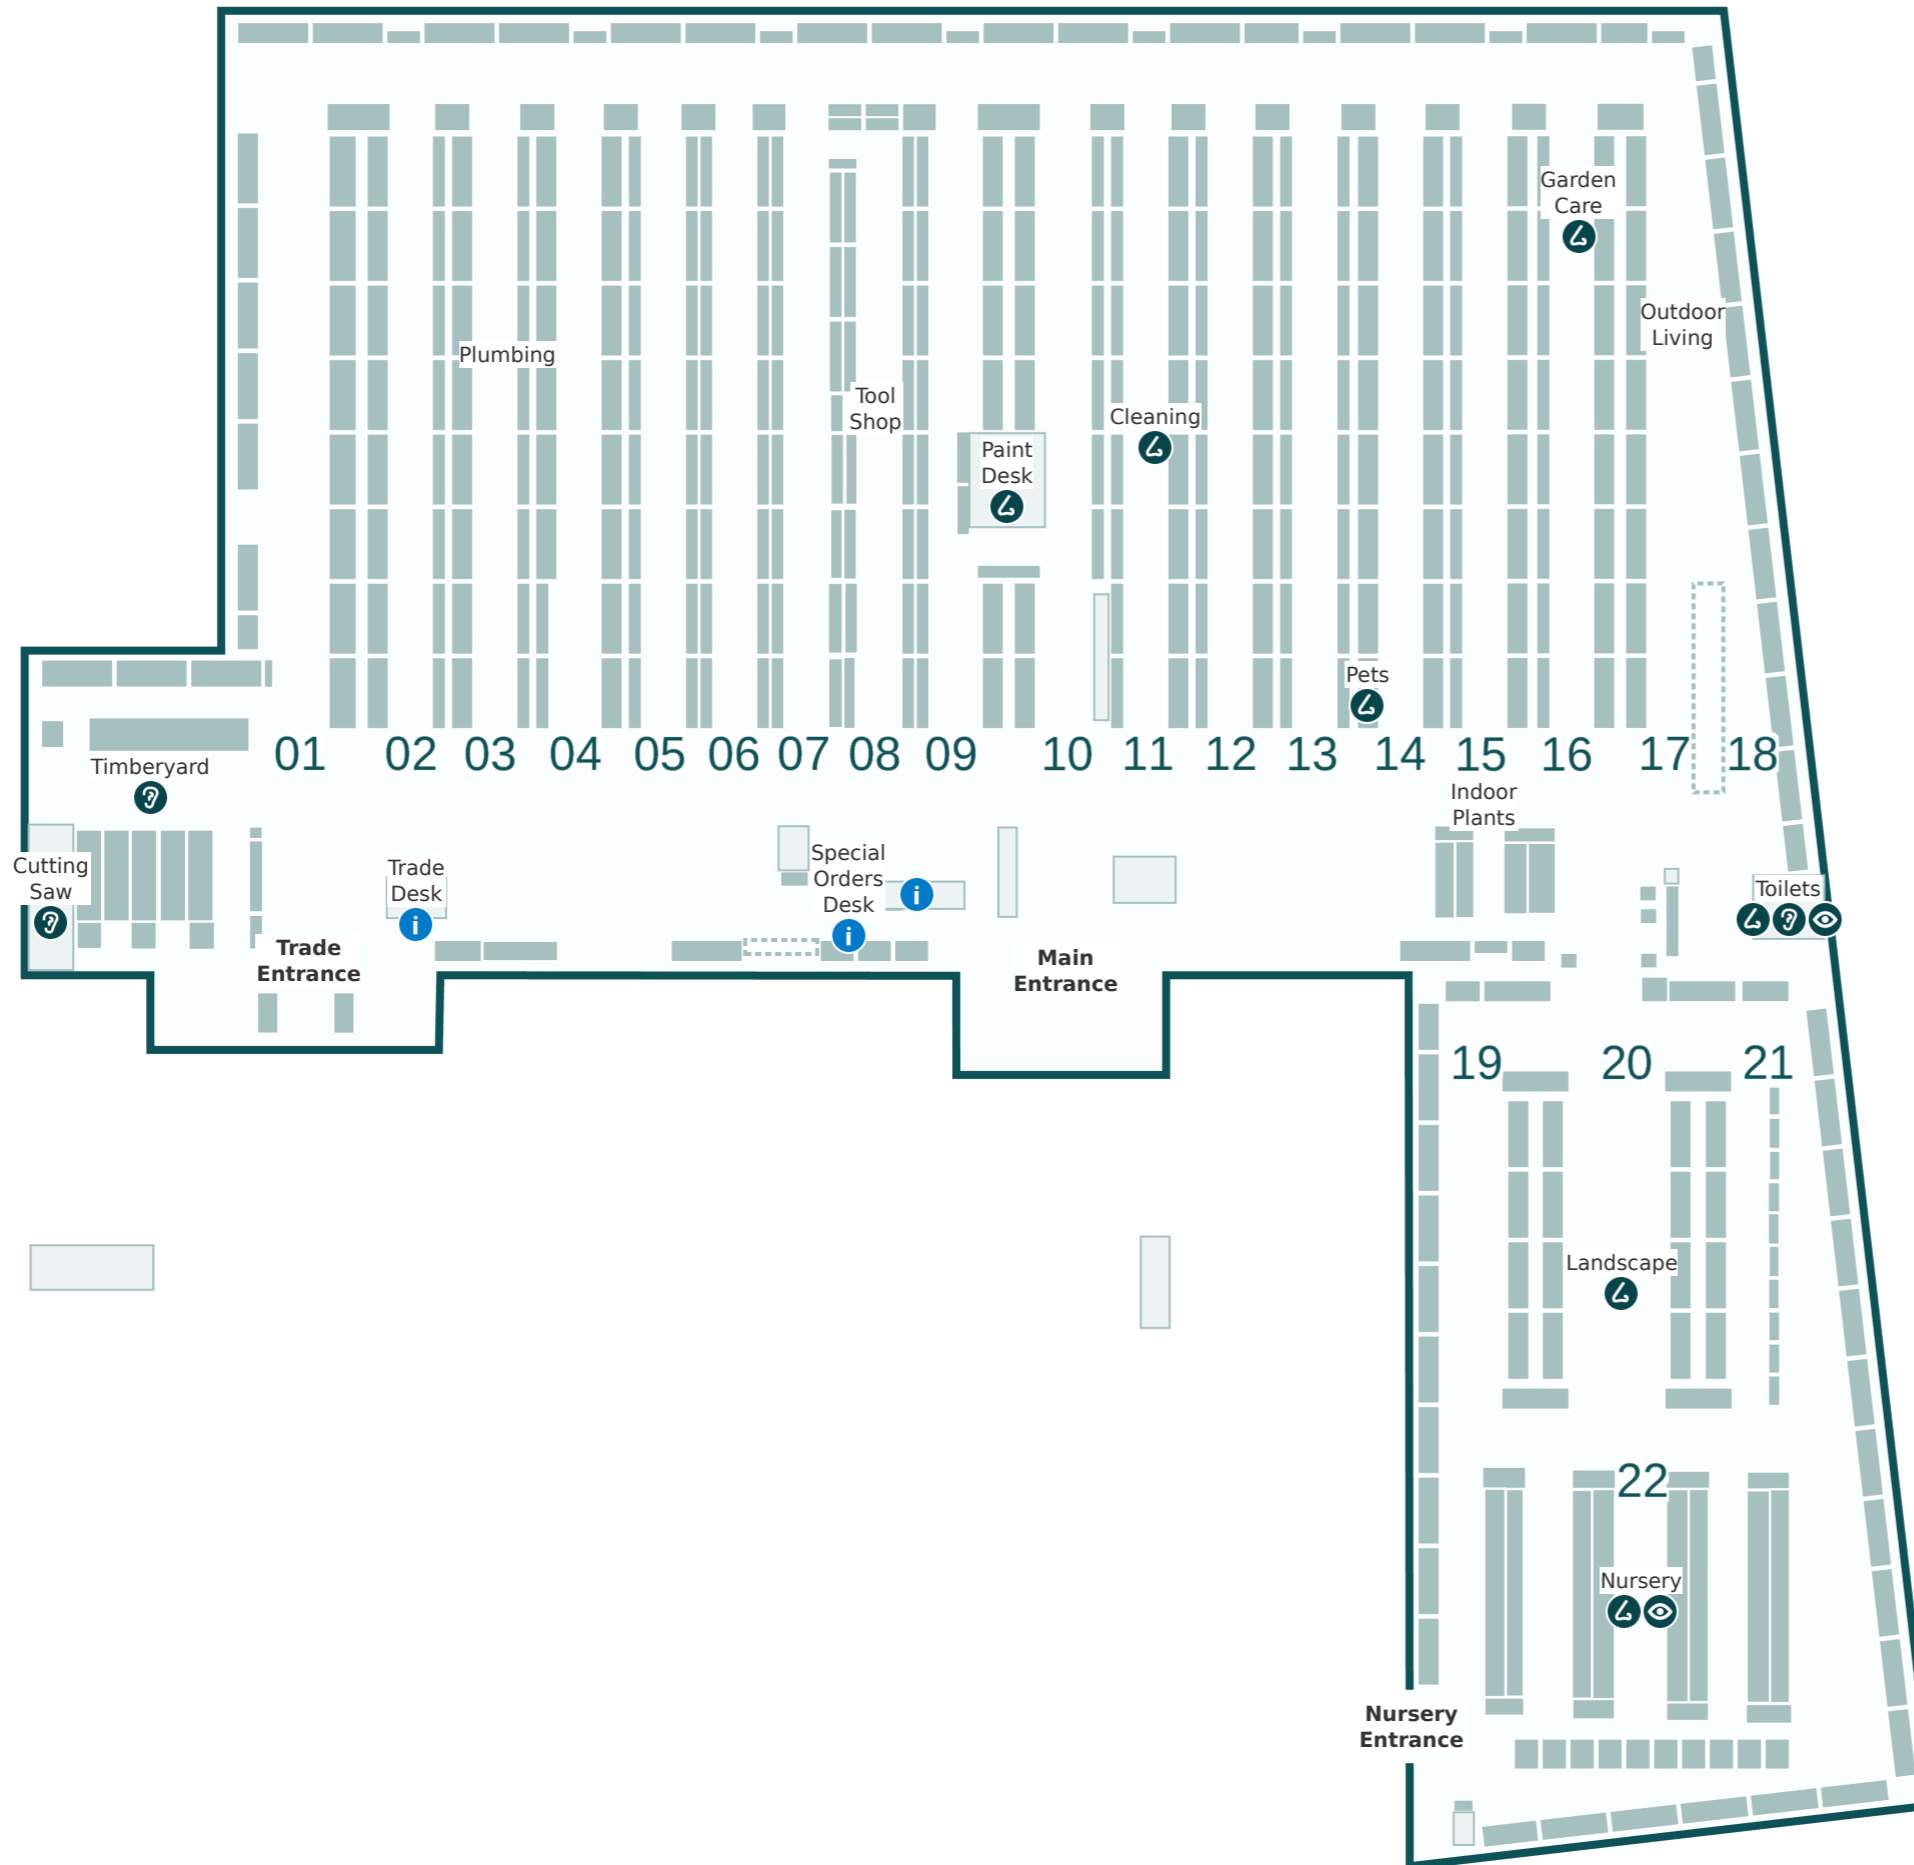 Garden
Care
Outdoor
Living
Plumbing
Tool
Shop
Cleaning
Paint
Desk
Pets
01 02 03 04 05 06 07 08 09 10 11 12 13 14 15 16 17 18
Timberyard
Indoor
Plants
Cutting
Saw
Trade
Desk
i
Special
Orders
Desk
i
i
Toilets
Trade
Entrance
Main
Entrance
19 20 21
Landscape
22
Nursery
Nursery
Entrance